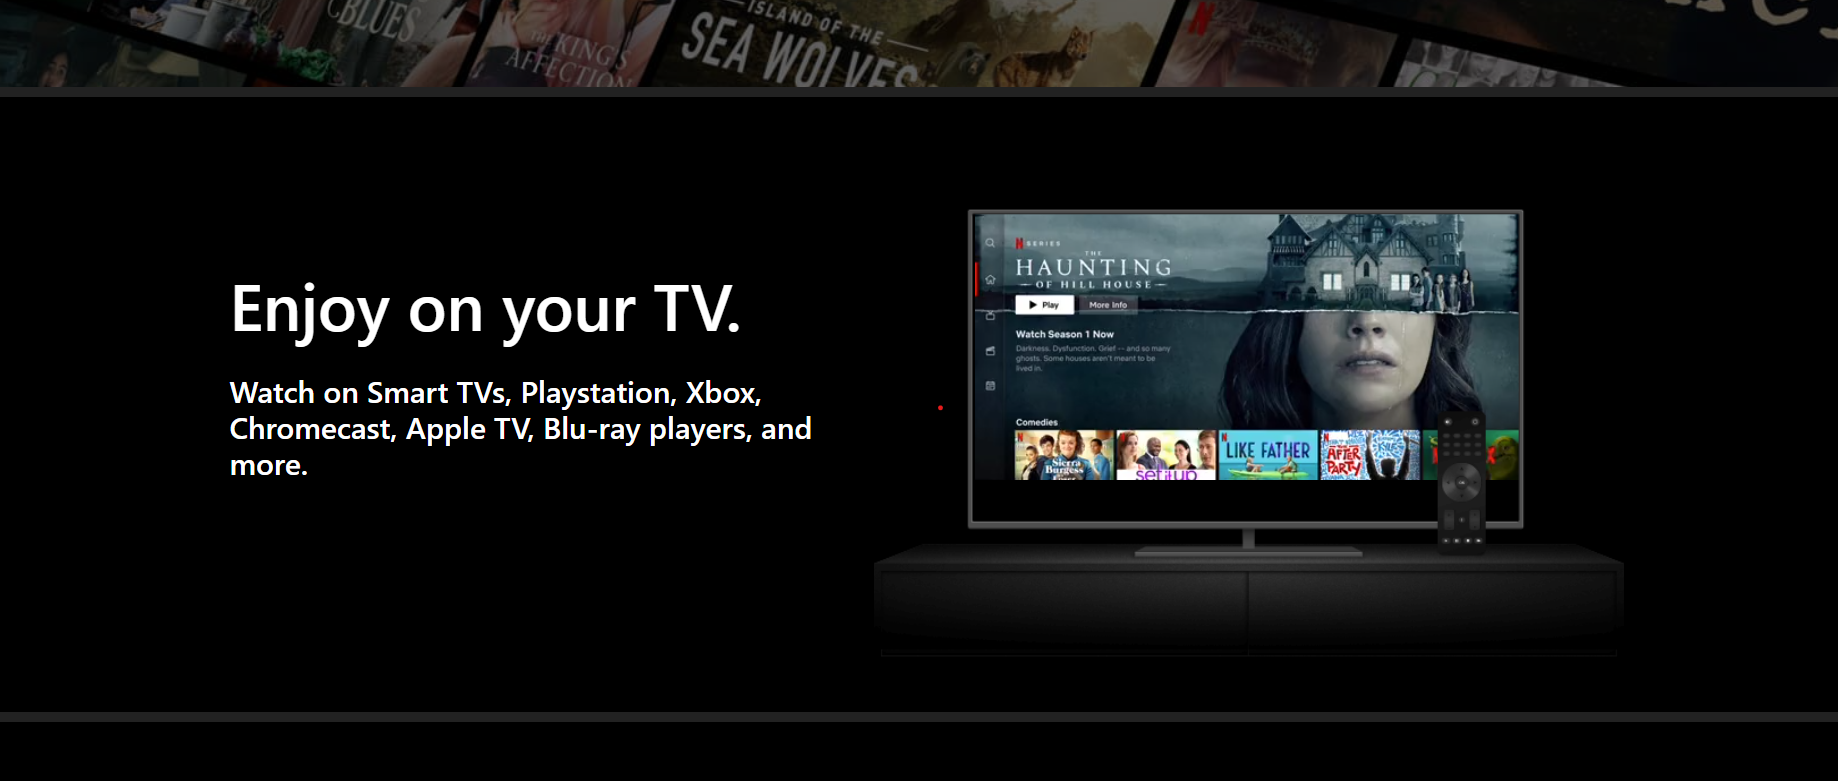 BLUES
THE KING'S
AFFECTION
ISLAND OF THE
SEA WOLVES
Enjoy on your TV.
Watch on Smart TVs, Playstation, Xbox,
Chromecast, Apple TV, Blu-ray players, and
more.
N SERIES
THE
HAUNTING
OF HILL HOUSE
Play
More Info
Watch Season 1 Now
Darkness. Dysfunction. Grief -- and so many
ghosts. Some houses aren't meant to be
lived in.
Comedies
Sierra
Burgess
set it up
LIKE FATHER
AFTER
PARTY